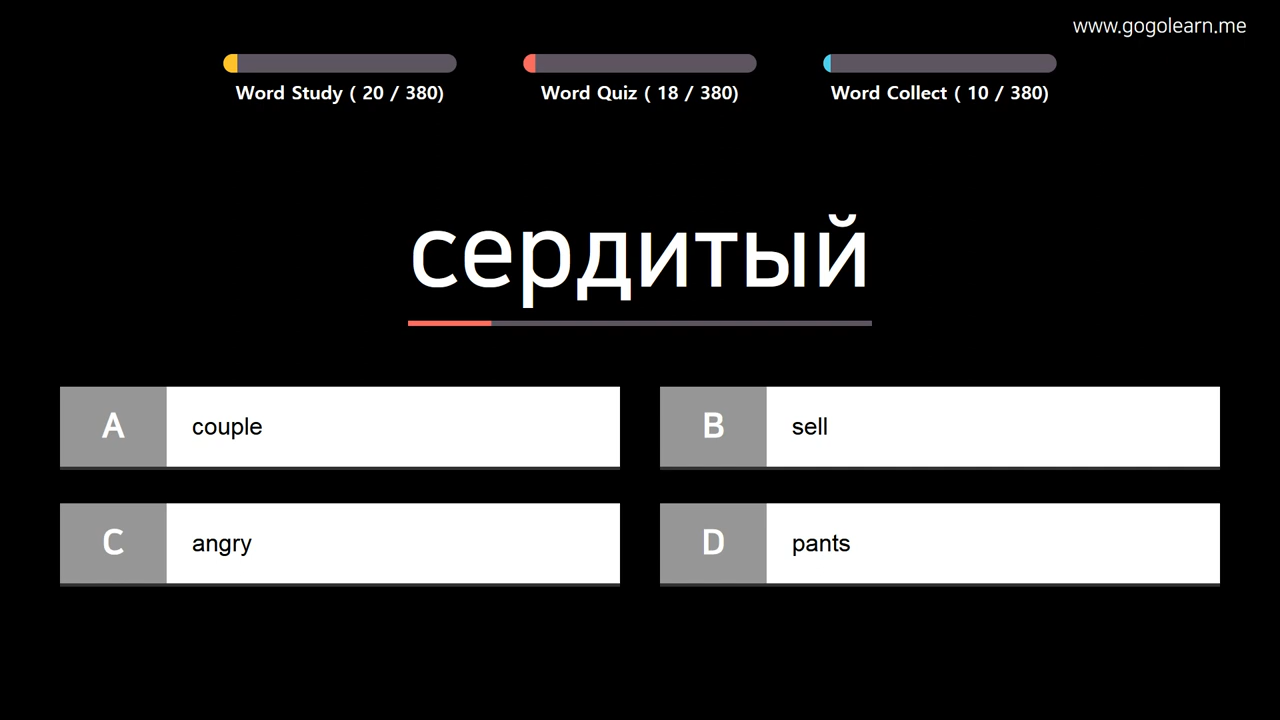 www.gogolearn.me
Word Study ( 20 / 380)
Word Quiz ( 18 / 380)
Word Collect ( 10 / 380)
сердитый
A couple
B sell
C angry
D pants